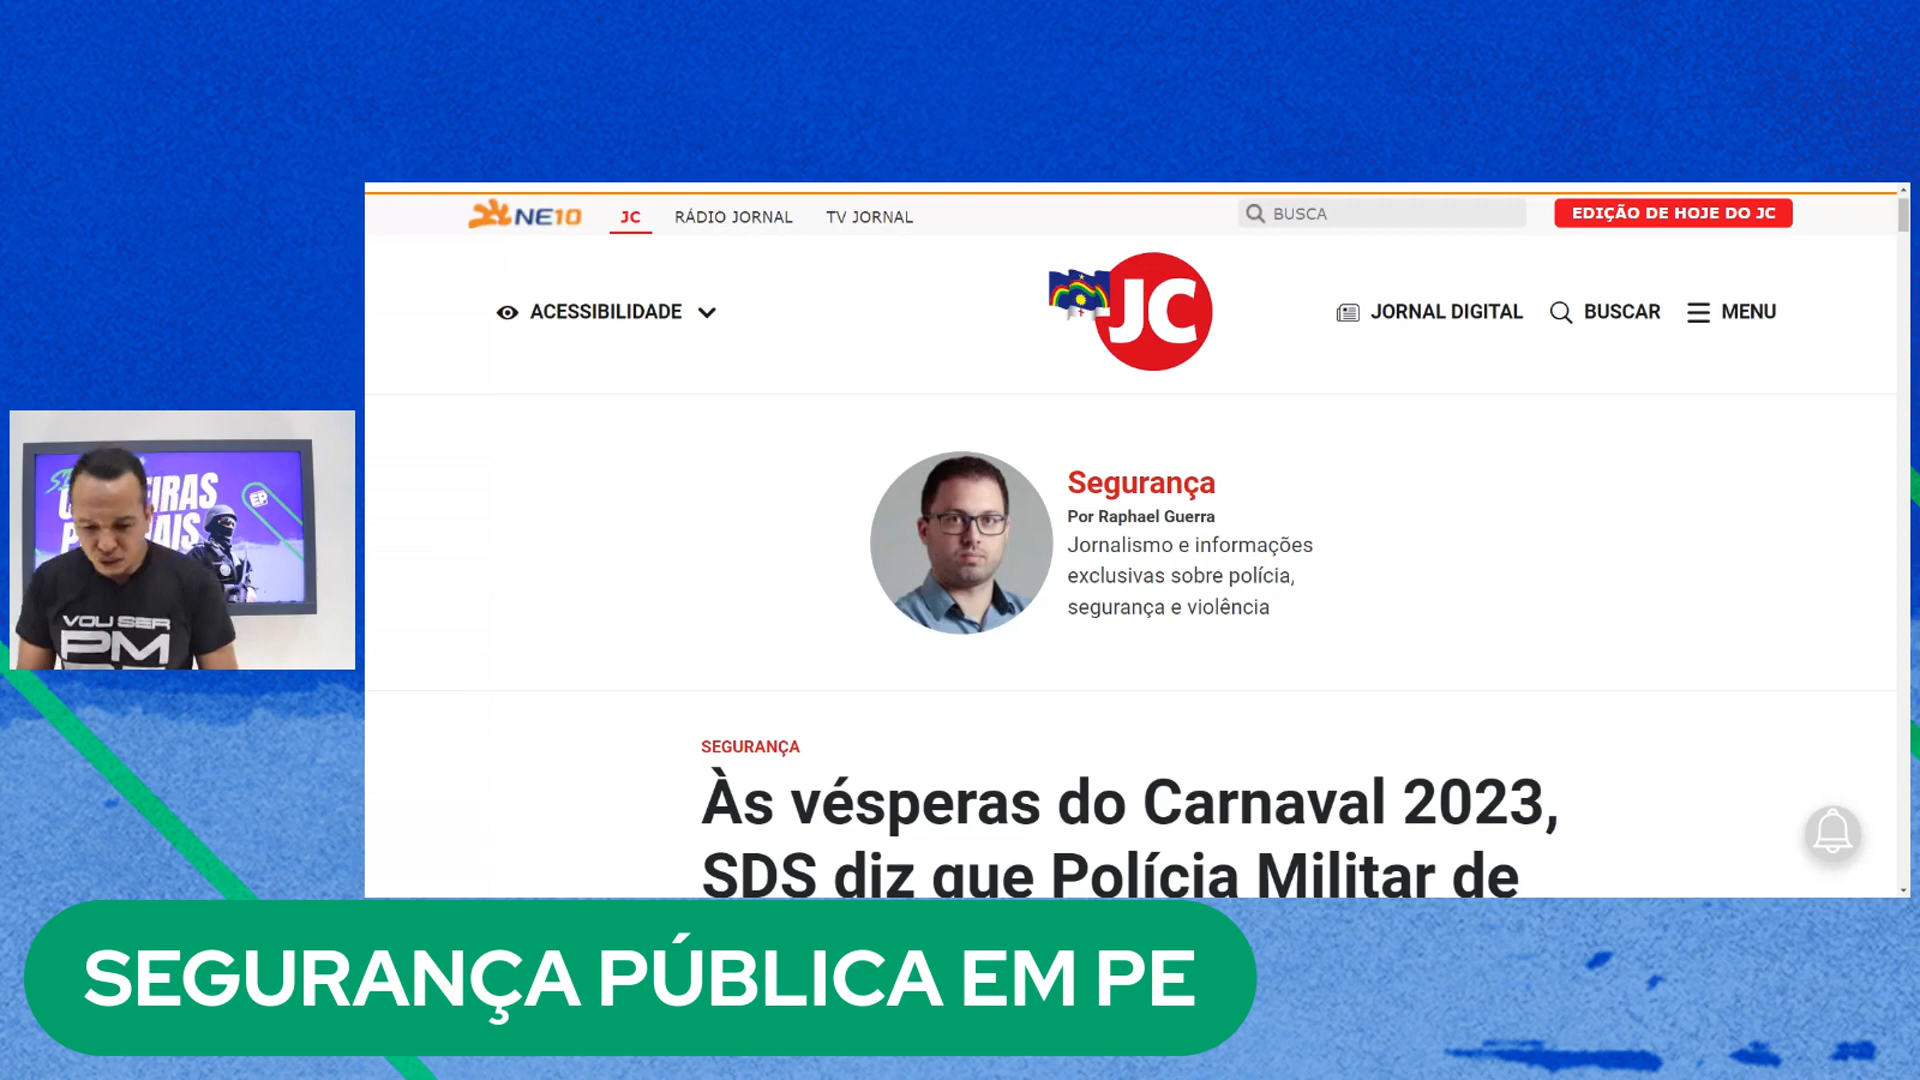 NE10
JC
RÁDIO JORNAL
TV JORNAL
BUSCA
EDIÇÃO DE HOJE DO JC
ACESSIBILIDADE
JC
JORNAL DIGITAL
BUSCAR
MENU
EP
VOU SER
PM
Segurança
Por Raphael Guerra
Jornalismo e informações
exclusivas sobre polícia,
segurança e violência
SEGURANÇA
Às vésperas do Carnaval 2023,
SDS diz que Polícia Militar de
SEGURANÇA PÚBLICA EM PE